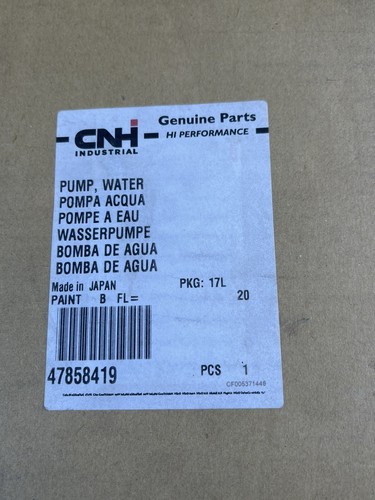 CNH
INDUSTRIAL
Genuine Parts
HI PERFORMANCE
PUMP, WATER
POMPA ACQUA
POMPE A EAU
WASSERPUMPE
BOMBA DE AGUA
BOMBA DE AGUA
Made in JAPAN PKG: 17L
PAINT B FL= 20
47858419 PCS 1